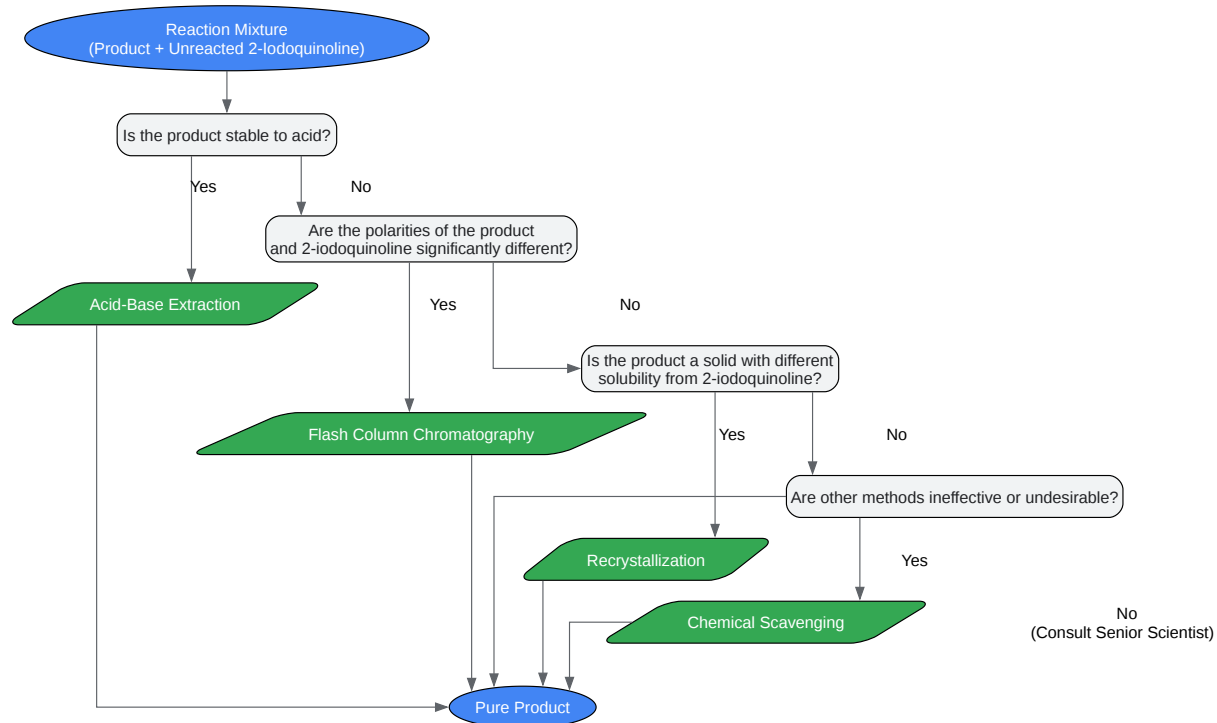 Reaction Mixture
(Product + Unreacted 2-Iodoquinoline)
Is the product stable to acid?
Yes
No
Are the polarities of the product
and 2-iodoquinoline significantly different?
Acid-Base Extraction
Yes
No
Is the product a solid with different
solubility from 2-iodoquinoline?
Flash Column Chromatography
Yes
No
Are other methods ineffective or undesirable?
Recrystallization
Yes
Chemical Scavenging
No
(Consult Senior Scientist)
Pure Product